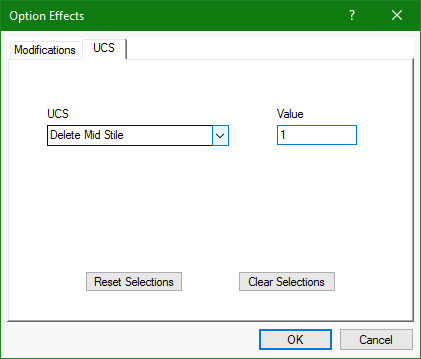 Option Effects ?
Modifications UCS
UCS Value
Delete Mid Stile 1
Reset Selections Clear Selections
OK Cancel